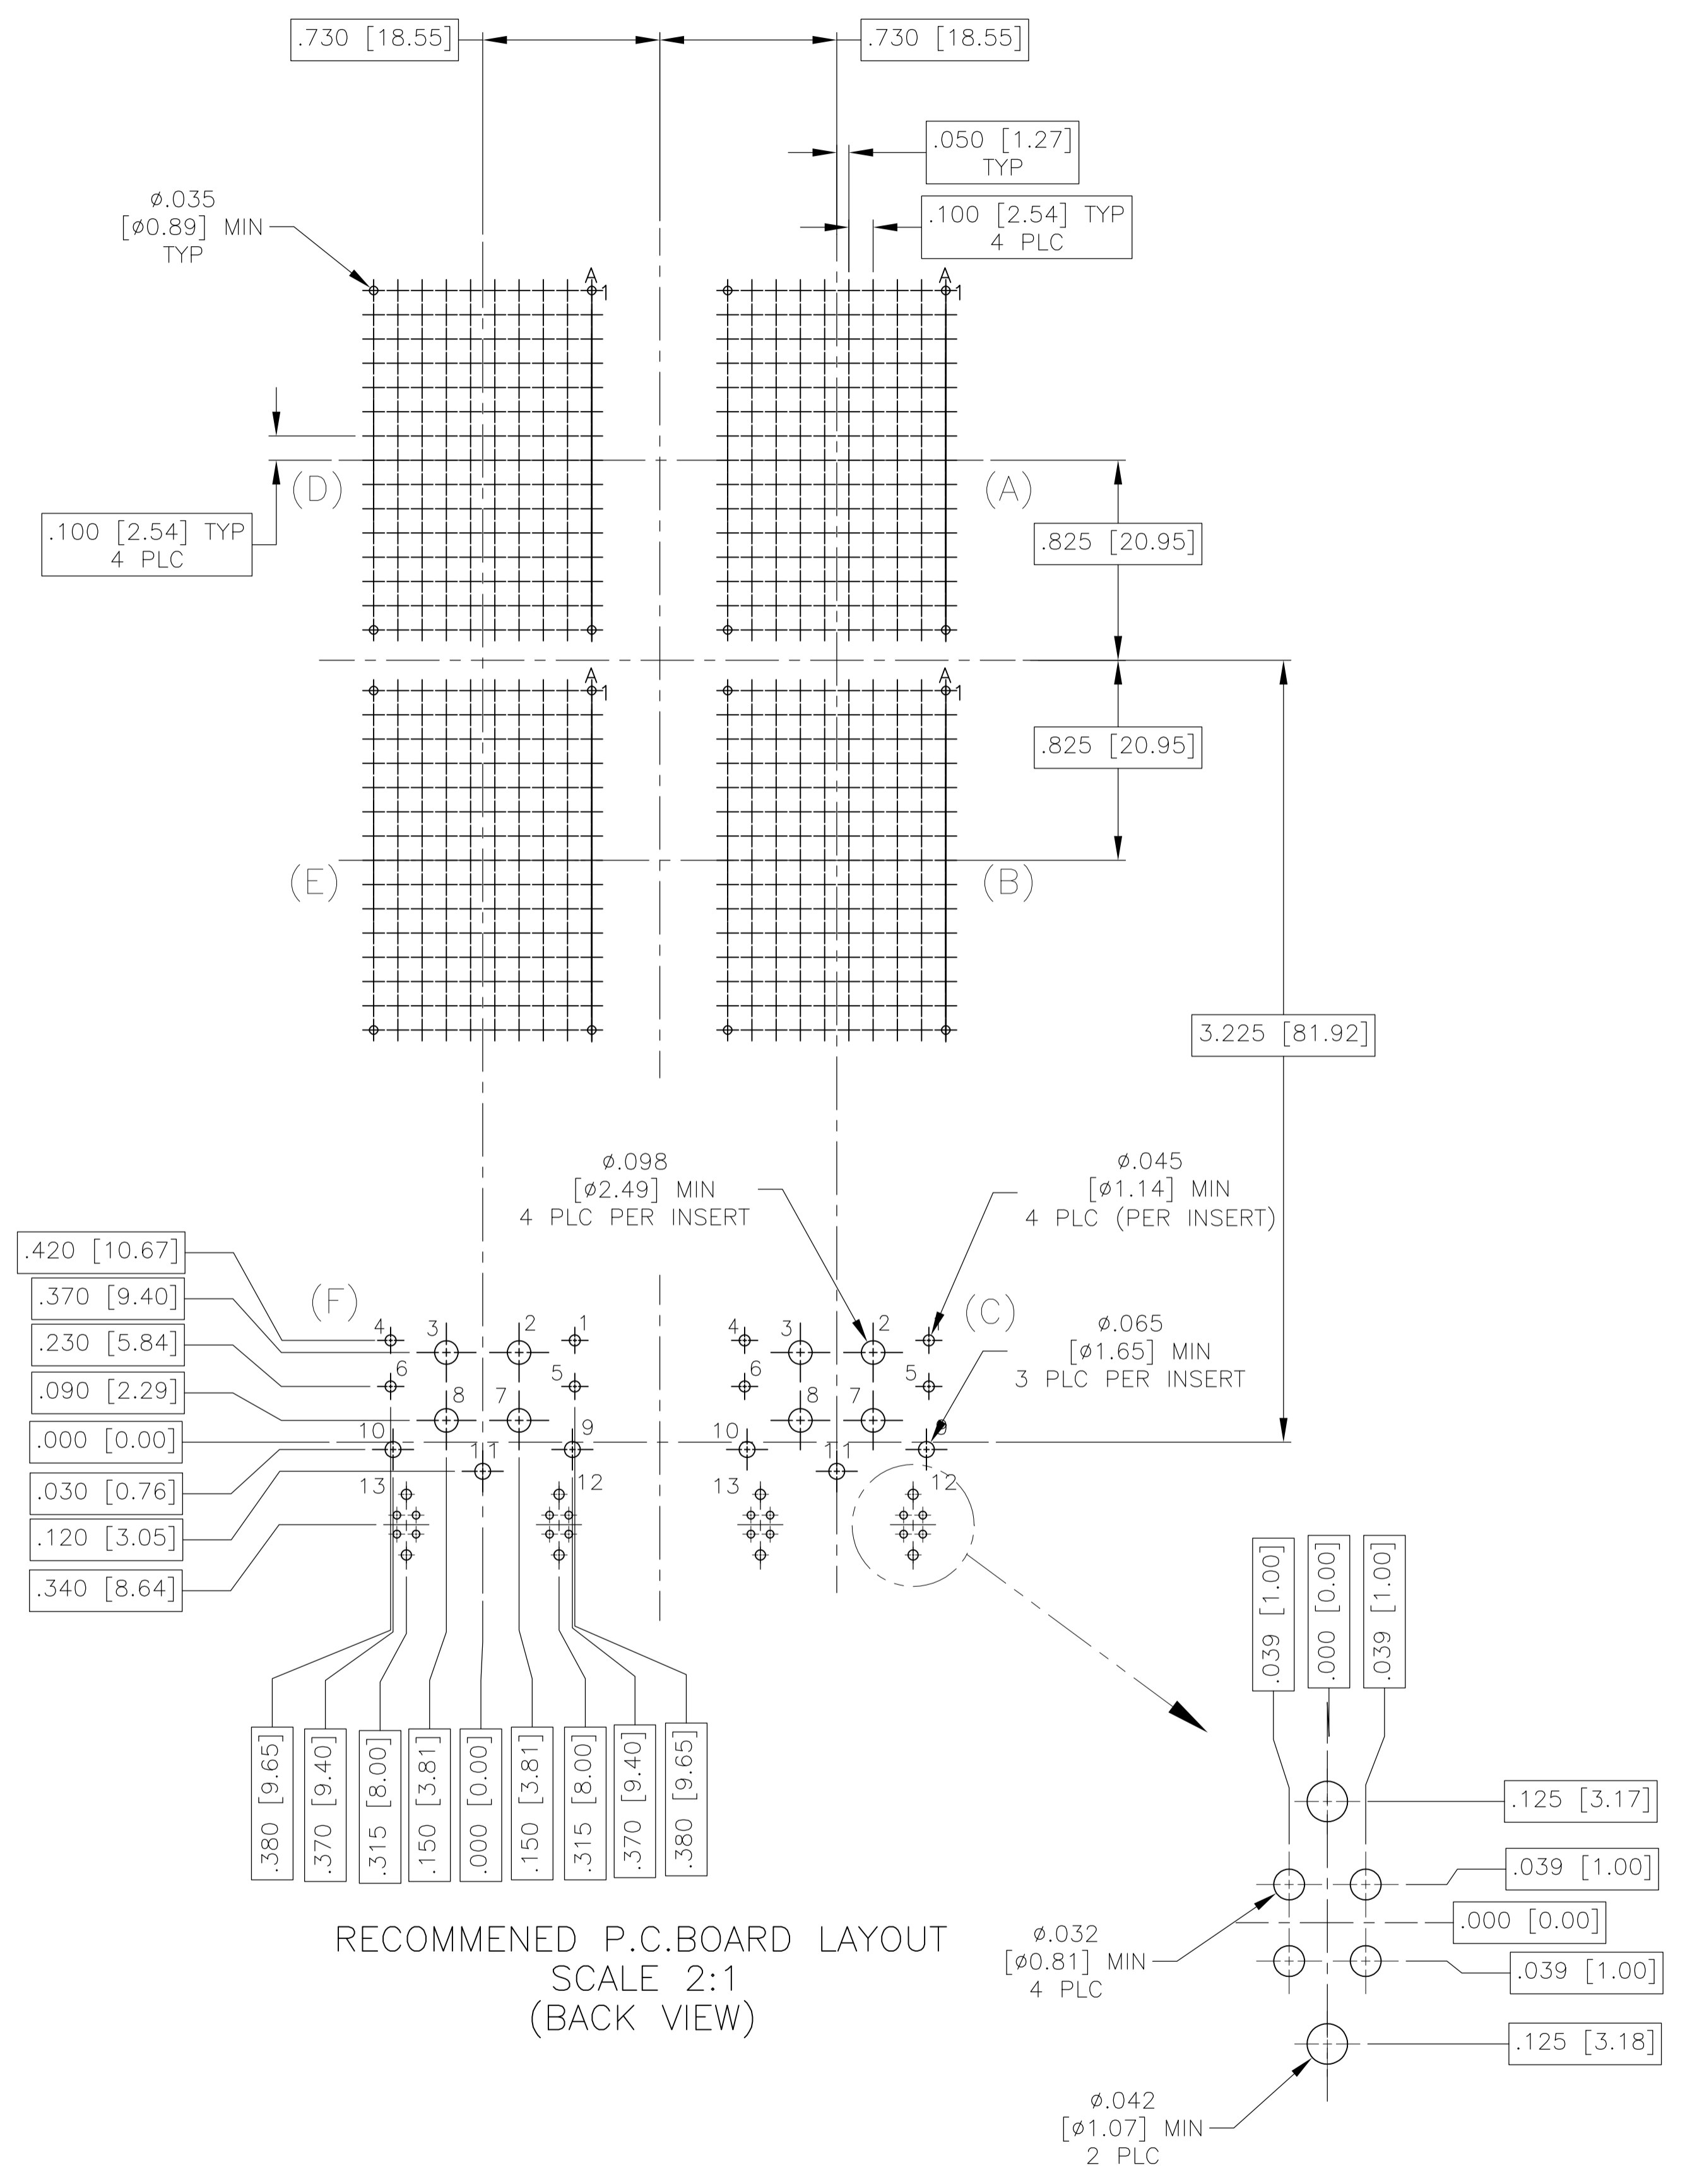 .730 [18.55]
.730 [18.55]
.050 [1.27]
TYP
.100 [2.54] TYP
4 PLC
ø.035
[ø0.89] MIN
TYP
A
1
A
1
(D)
(A)
.100 [2.54] TYP
4 PLC
.825 [20.95]
A
1
A
1
.825 [20.95]
(E)
(B)
3.225 [81.92]
ø.098
[ø2.49] MIN
4 PLC PER INSERT
ø.045
[ø1.14] MIN
4 PLC (PER INSERT)
.420 [10.67]
.370 [9.40]
.230 [5.84]
.090 [2.29]
.000 [0.00]
.030 [0.76]
.120 [3.05]
.340 [8.64]
(F)
(C)
ø.065
[ø1.65] MIN
3 PLC PER INSERT
4 3 2 1
6 5
8 7
10 11 9
13 12
4 3 2 1
6 5
8 7
10 11 9
13 12
.380 [9.65]
.370 [9.40]
.315 [8.00]
.150 [3.81]
.000 [0.00]
.150 [3.81]
.315 [8.00]
.370 [9.40]
.380 [9.65]
.039 [1.00]
.000 [0.00]
.039 [1.00]
.125 [3.17]
.039 [1.00]
.000 [0.00]
.039 [1.00]
.125 [3.18]
ø.032
[ø0.81] MIN
4 PLC
ø.042
[ø1.07] MIN
2 PLC
RECOMMENED P.C.BOARD LAYOUT
SCALE 2:1
(BACK VIEW)